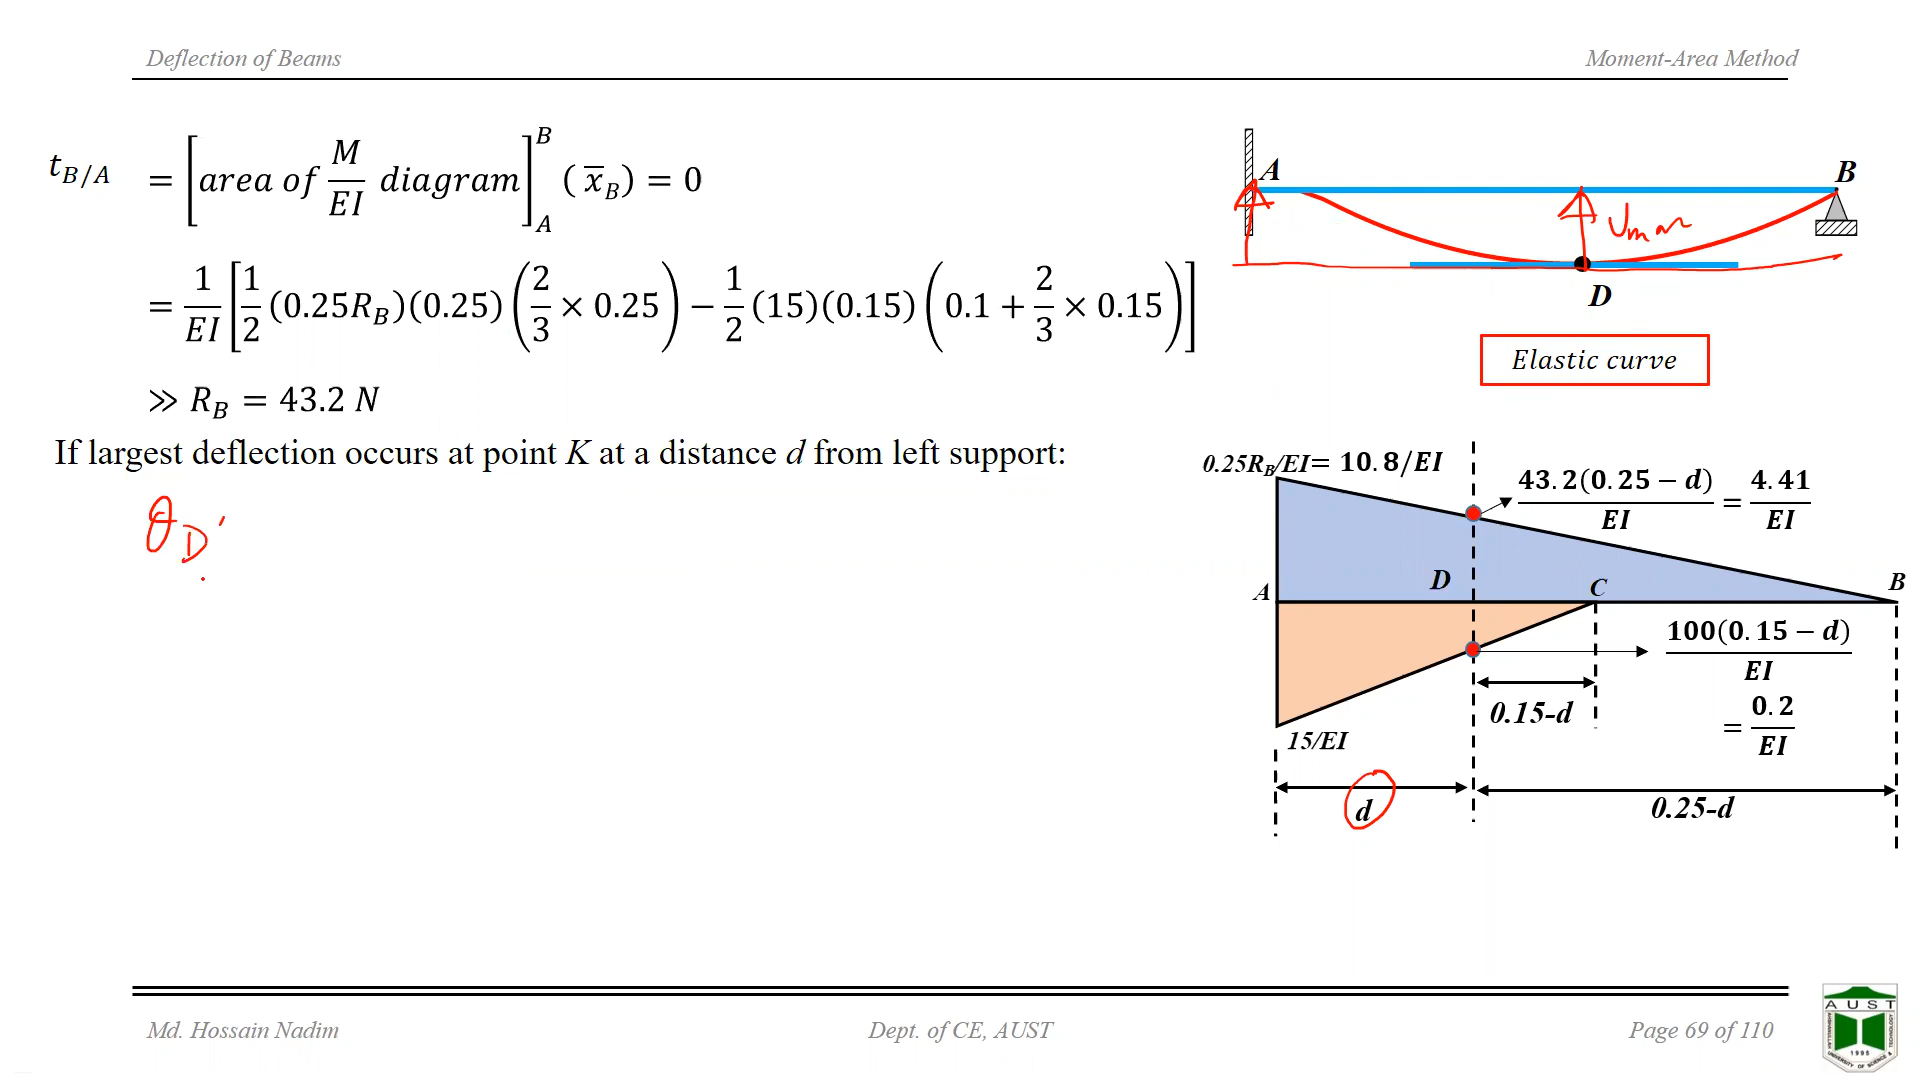 Deflection of Beams
Moment-Area Method
t_{B/A} = [area of M/EI diagram]_A^B (x̅_B) = 0
= 1/EI [1/2 (0.25R_B)(0.25) (2/3 × 0.25) − 1/2 (15)(0.15) (0.1 + 2/3 × 0.15)]
≫ R_B = 43.2 N
If largest deflection occurs at point K at a distance d from left support:
θ_D
A
B
D
Elastic curve
0.25R_B/EI = 10.8/EI
43.2(0.25 − d)/EI = 4.41/EI
A
D
C
B
100(0.15 − d)/EI
= 0.2/EI
0.15-d
15/EI
d
0.25-d
Md. Hossain Nadim
Dept. of CE, AUST
Page 69 of 110
AUST